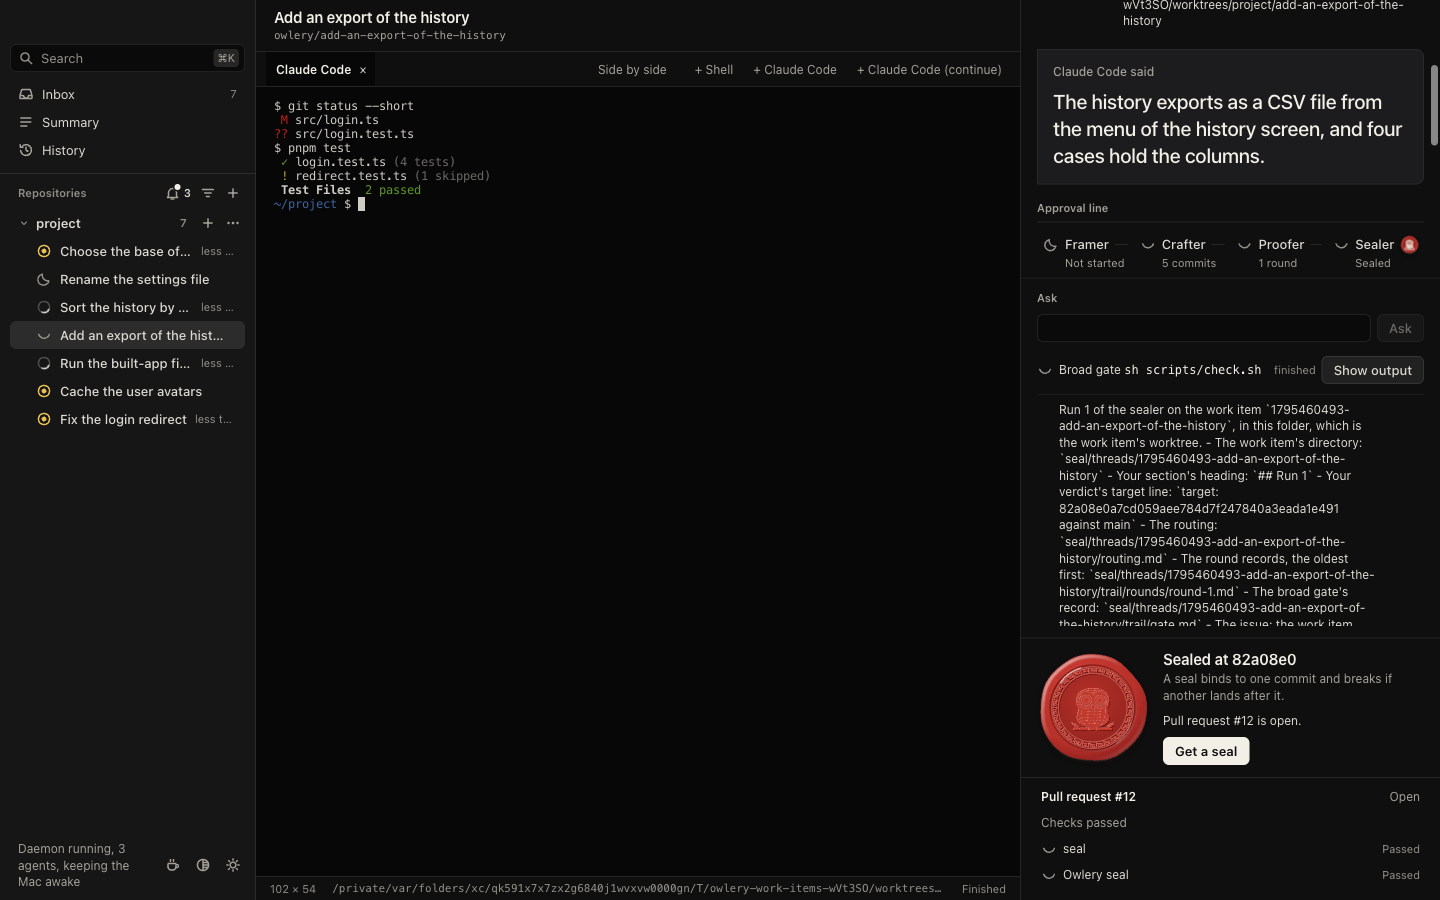 Search
⌘K
Inbox
7
Summary
History
Repositories
3
project
7
Choose the base of...
less ...
Rename the settings file
Sort the history by ...
less ...
Add an export of the hist...
Run the built-app fi...
less ...
Cache the user avatars
Fix the login redirect
less t...
Daemon running, 3
agents, keeping the
Mac awake
Add an export of the history
owlery/add-an-export-of-the-history
Claude Code ×
Side by side
+ Shell
+ Claude Code
+ Claude Code (continue)
$ git status --short
M src/login.ts
?? src/login.test.ts
$ pnpm test
✓ login.test.ts (4 tests)
! redirect.test.ts (1 skipped)
Test Files 2 passed
~/project $
102 × 54
/private/var/folders/xc/qk591x7x7zx2g6840j1wvxvw0000gn/T/owlery-work-items-wVt3SO/worktrees…
Finished
wVt3SO/worktrees/project/add-an-export-of-the-
history
Claude Code said
The history exports as a CSV file from
the menu of the history screen, and four
cases hold the columns.
Approval line
Framer
Crafter
Proofer
Sealer
Not started
5 commits
1 round
Sealed
Ask
Ask
Broad gate sh scripts/check.sh
finished
Show output
Run 1 of the sealer on the work item `1795460493-
add-an-export-of-the-history`, in this folder, which is
the work item's worktree. - The work item's directory:
`seal/threads/1795460493-add-an-export-of-the-
history` - Your section's heading: `## Run 1` - Your
verdict's target line: `target:
82a08e0a7cd059aee784d7f247840a3eada1e491
against main` - The routing:
`seal/threads/1795460493-add-an-export-of-the-
history/routing.md` - The round records, the oldest
first: `seal/threads/1795460493-add-an-export-of-the-
history/trail/rounds/round-1.md` - The broad gate's
record: `seal/threads/1795460493-add-an-export-of-
the-history/trail/gate.md` - The issue: the work item
Sealed at 82a08e0
A seal binds to one commit and breaks if
another lands after it.
Pull request #12 is open.
Get a seal
Pull request #12
Open
Checks passed
seal
Passed
Owlery seal
Passed